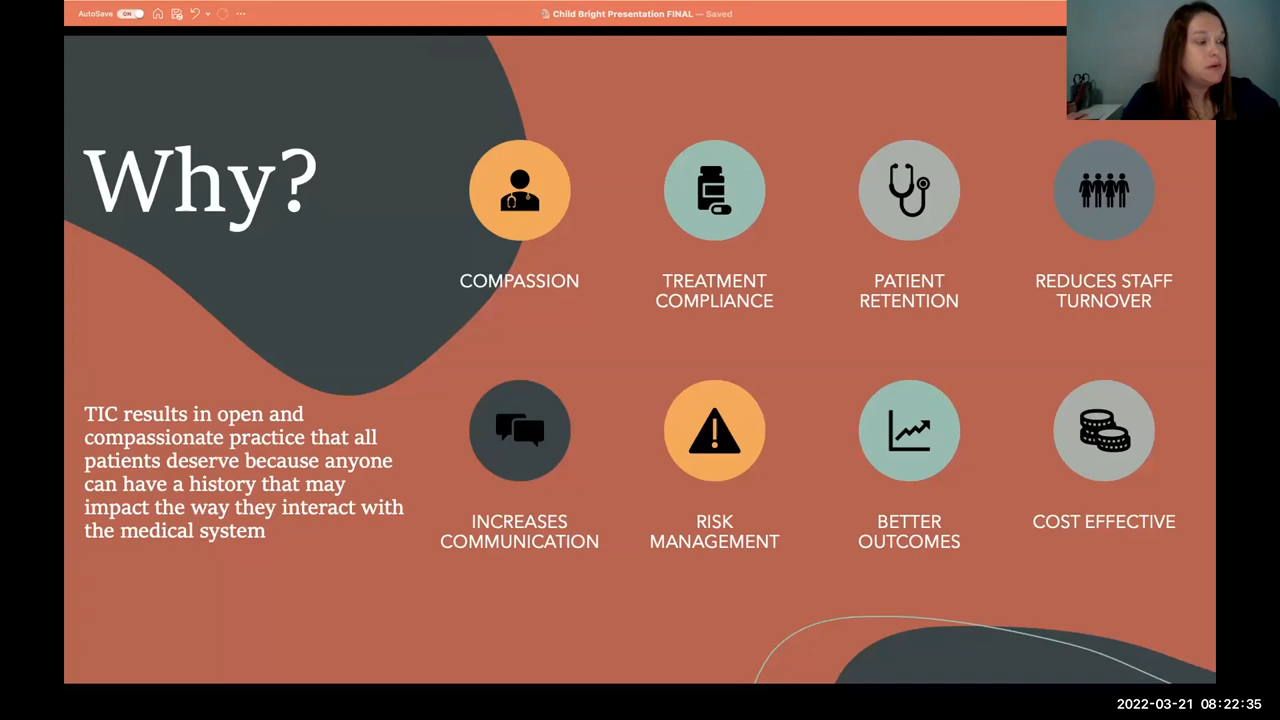 AutoSave ON
Child Bright Presentation FINAL — Saved
Why?
TIC results in open and
compassionate practice that all
patients deserve because anyone
can have a history that may
impact the way they interact with
the medical system
COMPASSION
TREATMENT
COMPLIANCE
PATIENT
RETENTION
REDUCES STAFF
TURNOVER
INCREASES
COMMUNICATION
RISK
MANAGEMENT
BETTER
OUTCOMES
COST EFFECTIVE
2022-03-21 08:22:35